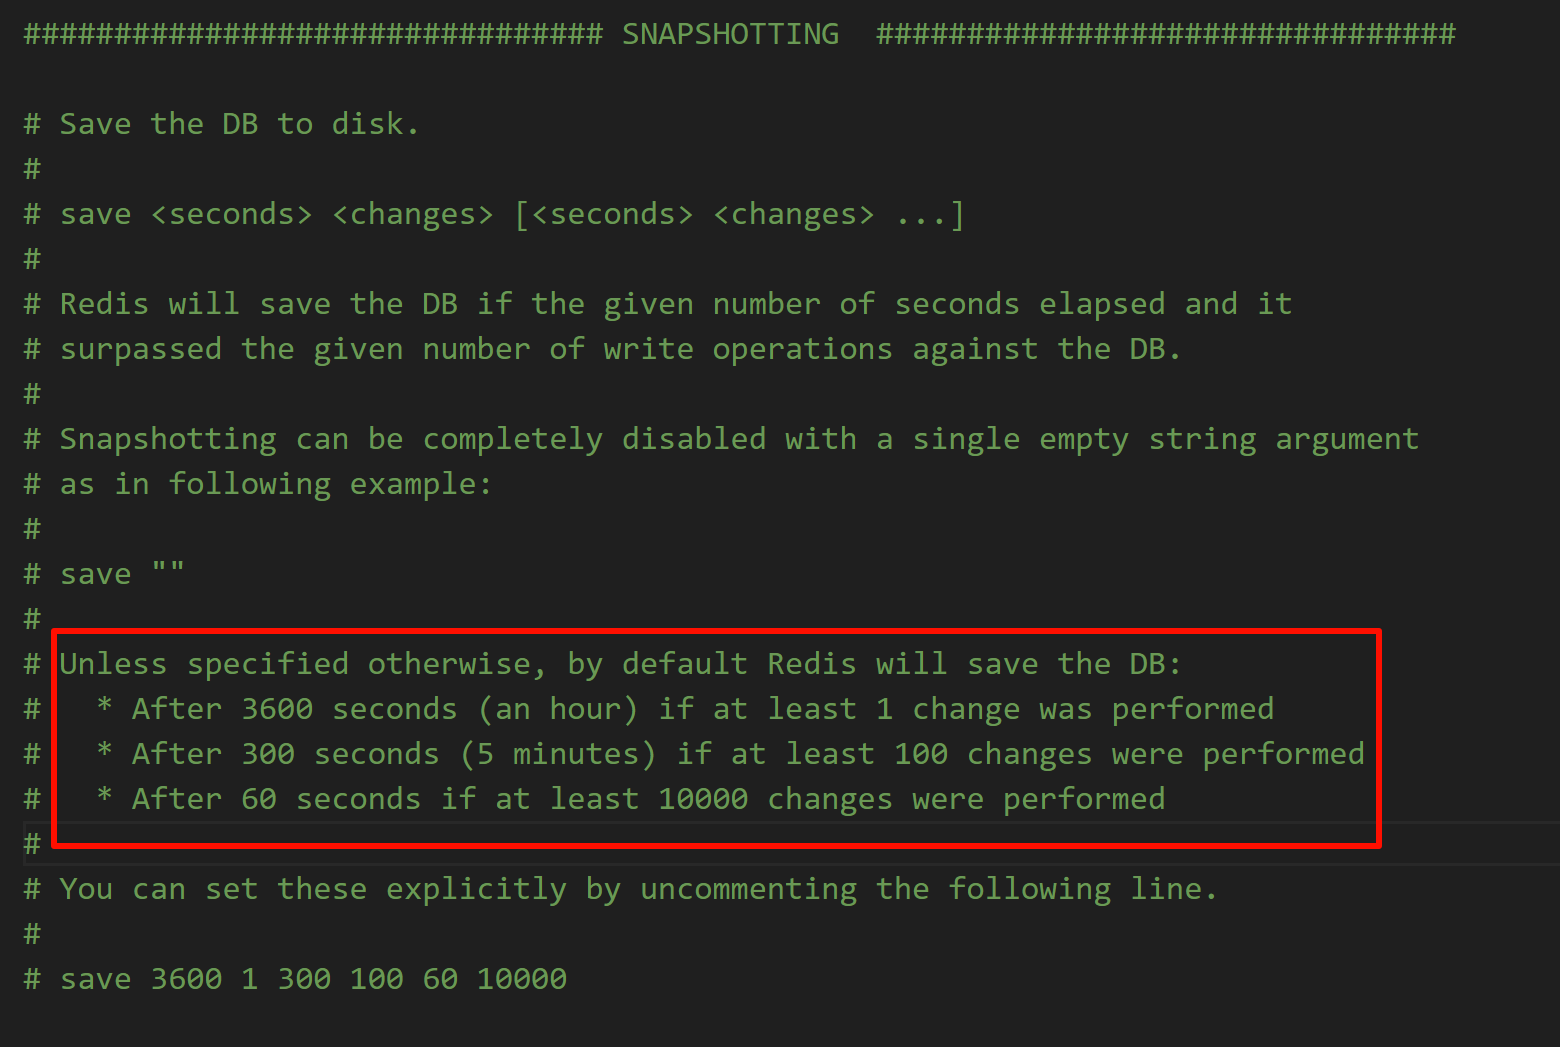 ################################ SNAPSHOTTING  ################################
# Save the DB to disk.
#
# save <seconds> <changes> [<seconds> <changes> ...]
#
# Redis will save the DB if the given number of seconds elapsed and it
# surpassed the given number of write operations against the DB.
#
# Snapshotting can be completely disabled with a single empty string argument
# as in following example:
#
# save ""
#
# Unless specified otherwise, by default Redis will save the DB:
#   * After 3600 seconds (an hour) if at least 1 change was performed
#   * After 300 seconds (5 minutes) if at least 100 changes were performed
#   * After 60 seconds if at least 10000 changes were performed
#
# You can set these explicitly by uncommenting the following line.
#
# save 3600 1 300 100 60 10000